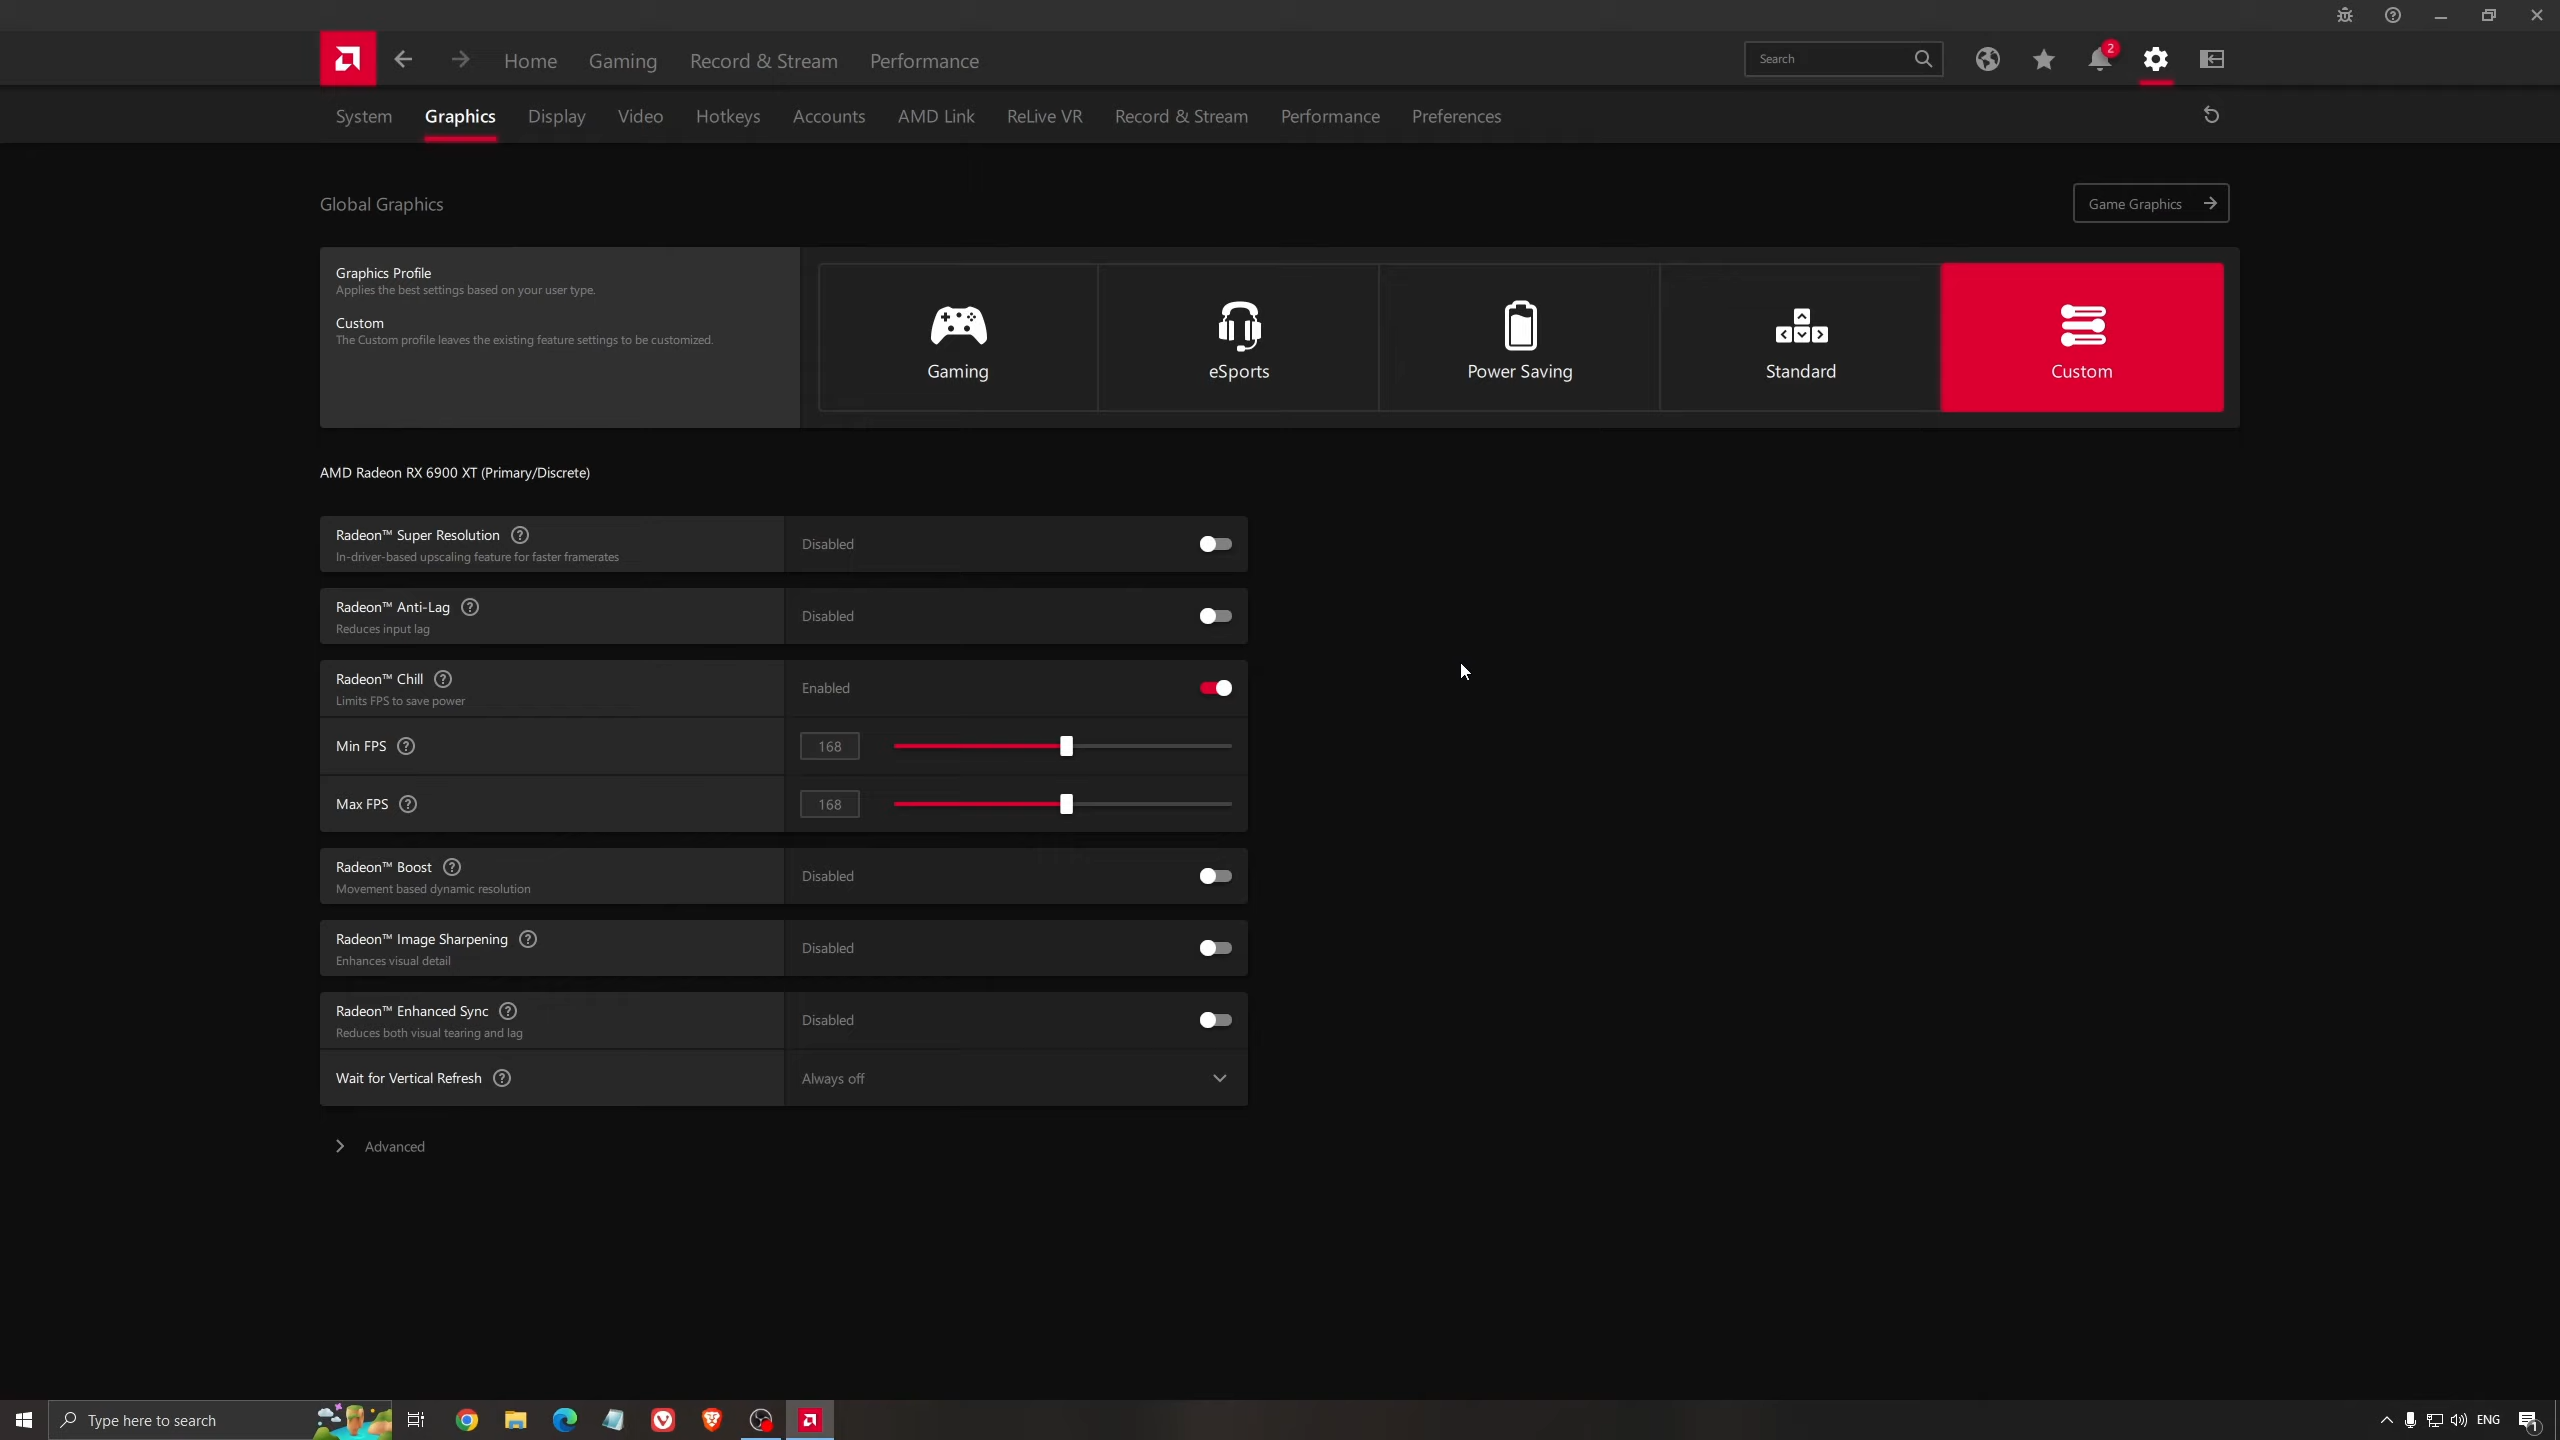 Home Gaming Record & Stream Performance
Search
2
System Graphics Display Video Hotkeys Accounts AMD Link ReLive VR Record & Stream Performance Preferences
Global Graphics
Game Graphics
Graphics Profile
Applies the best settings based on your user type.
Custom
The Custom profile leaves the existing feature settings to be customized.
Gaming
eSports
Power Saving
Standard
Custom
AMD Radeon RX 6900 XT (Primary/Discrete)
Radeon™ Super Resolution ?
In-driver-based upscaling feature for faster framerates
Disabled
Radeon™ Anti-Lag ?
Reduces input lag
Disabled
Radeon™ Chill ?
Limits FPS to save power
Enabled
Min FPS ?
168
Max FPS ?
168
Radeon™ Boost ?
Movement based dynamic resolution
Disabled
Radeon™ Image Sharpening ?
Enhances visual detail
Disabled
Radeon™ Enhanced Sync ?
Reduces both visual tearing and lag
Disabled
Wait for Vertical Refresh ?
Always off
Advanced
Type here to search
ENG
1